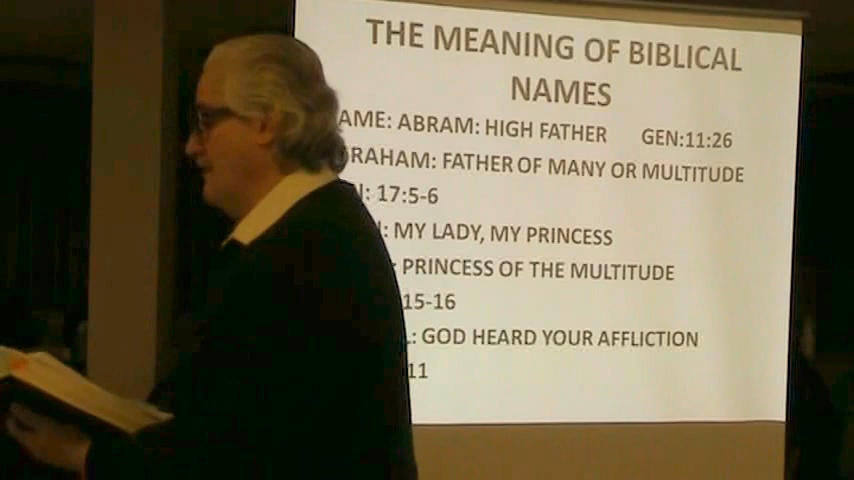 THE MEANING OF BIBLICAL
NAMES
AME: ABRAM: HIGH FATHER GEN:11:26
RAHAM: FATHER OF MANY OR MULTITUDE
: 17:5-6
: MY LADY, MY PRINCESS
: PRINCESS OF THE MULTITUDE
15-16
: GOD HEARD YOUR AFFLICTION
11